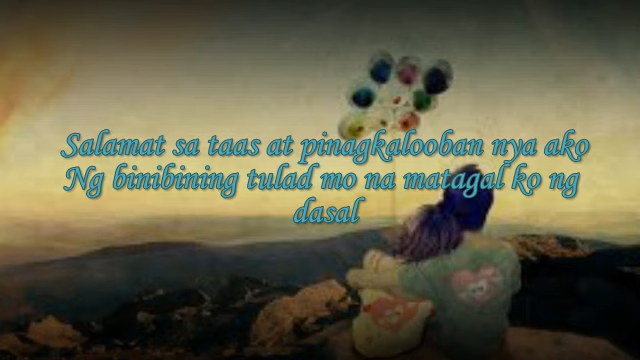 Salamat sa taas at pinagkalooban nya ako
Ng binibining tulad mo na matagal ko ng
dasal